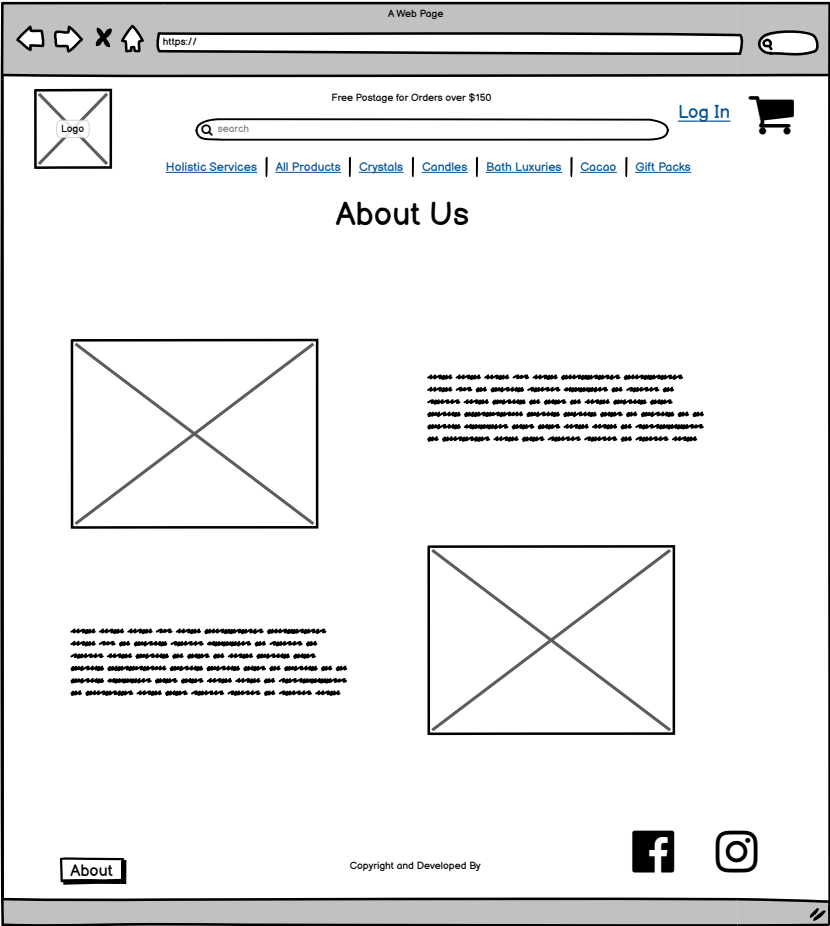 A Web Page
https://
Free Postage for Orders over $150
Log In
Logo
search
Holistic Services All Products Crystals Candles Bath Luxuries Cacao Gift Packs
About Us
About
Copyright and Developed By